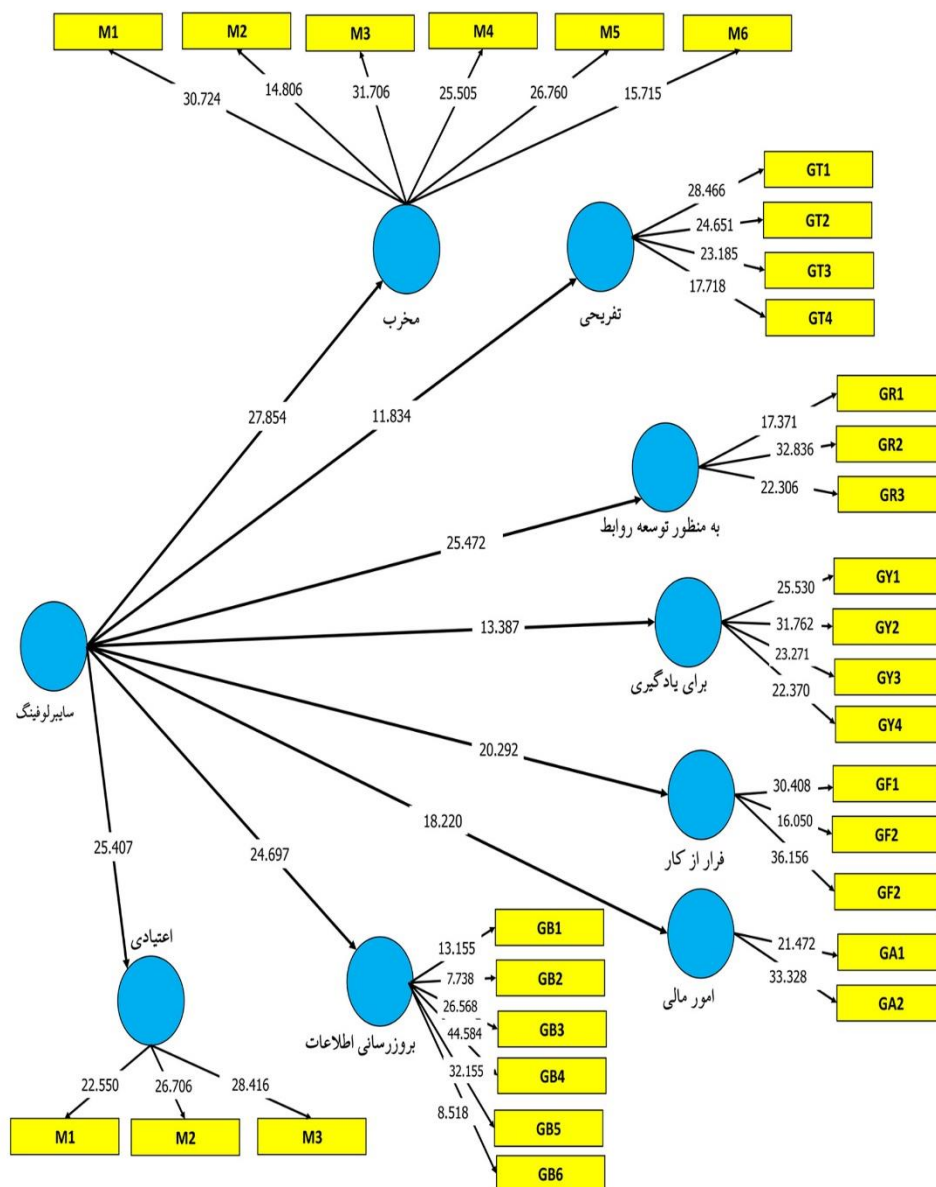 M1
M2
M3
M4
M5
M6
30.724
14.806
31.706
25.505
26.760
15.715
مخرب
GT1
GT2
GT3
GT4
28.466
24.651
23.185
17.718
تفریحی
27.854
11.834
GR1
GR2
GR3
17.371
32.836
22.306
به منظور توسعه روابط
25.472
GY1
GY2
GY3
GY4
25.530
31.762
23.271
22.370
برای یادگیری
13.387
سایبرلوفینگ
20.292
GF1
GF2
GF2
30.408
16.050
36.156
فرار از کار
18.220
GA1
GA2
21.472
33.328
امور مالی
25.407
24.697
اعتیادی
22.550
26.706
28.416
M1
M2
M3
GB1
GB2
GB3
GB4
GB5
GB6
13.155
7.738
26.568
44.584
32.155
8.518
بروزرسانی اطلاعات